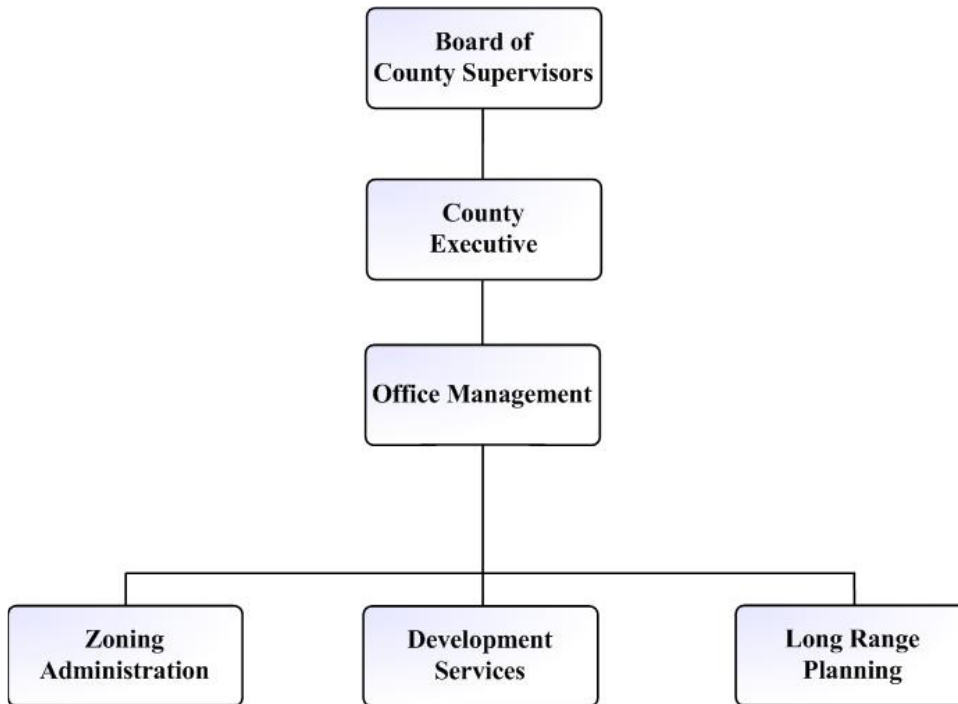 Board of
County Supervisors
County
Executive
Office Management
Zoning
Administration
Development
Services
Long Range
Planning